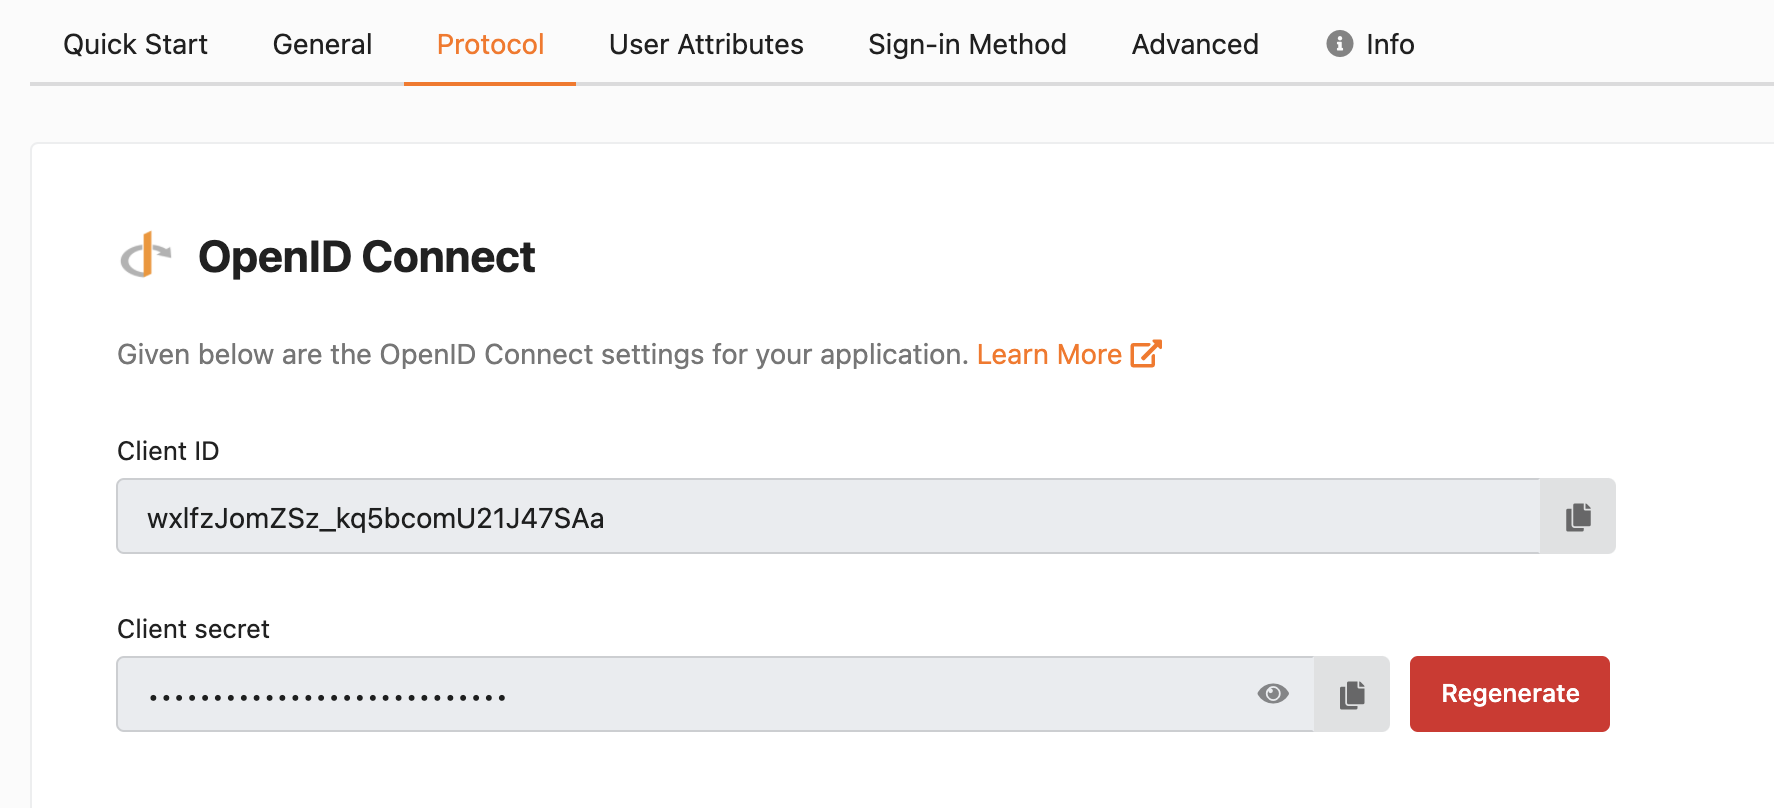 Quick Start General Protocol User Attributes Sign-in Method Advanced Info
OpenID Connect
Given below are the OpenID Connect settings for your application. Learn More
Client ID
wxlfzJomZSz_kq5bcomU21J47SAa
Client secret
••••••••••••••••••••••••••••
Regenerate